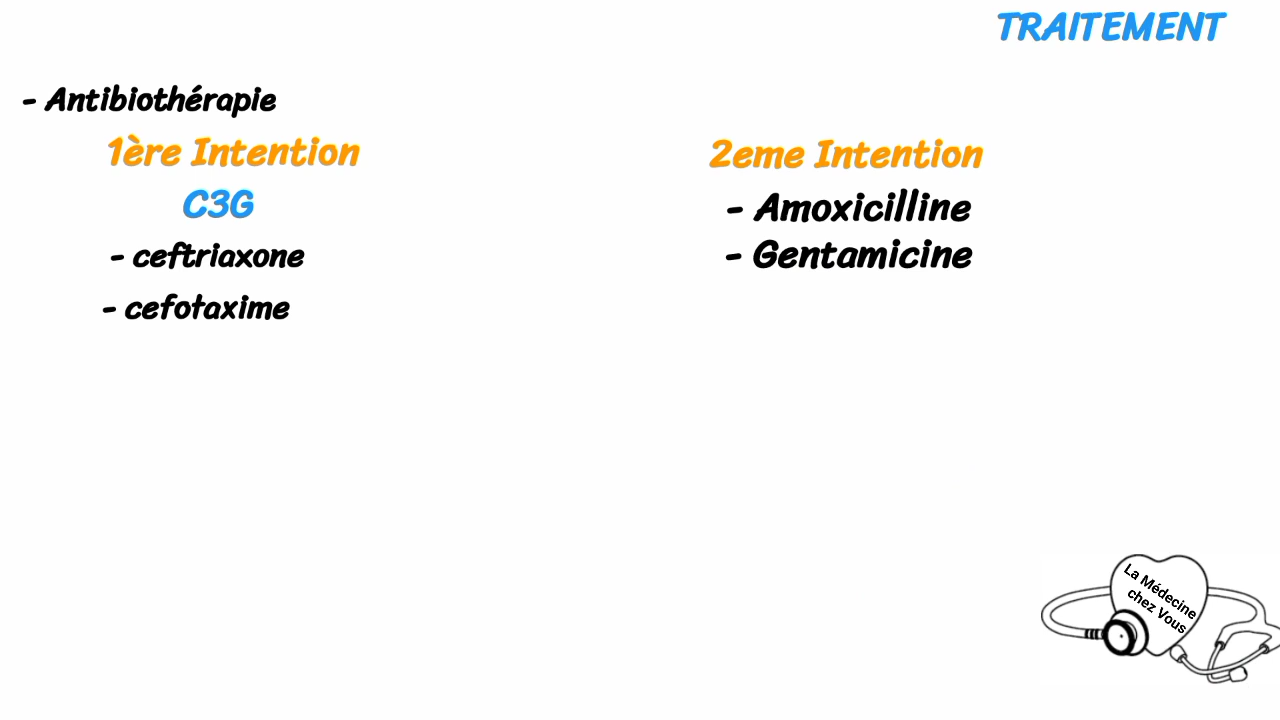 TRAITEMENT
- Antibiothérapie
1ère Intention
C3G
- ceftriaxone
- cefotaxime
2eme Intention
- Amoxicilline
- Gentamicine
La Médecine
chez Vous